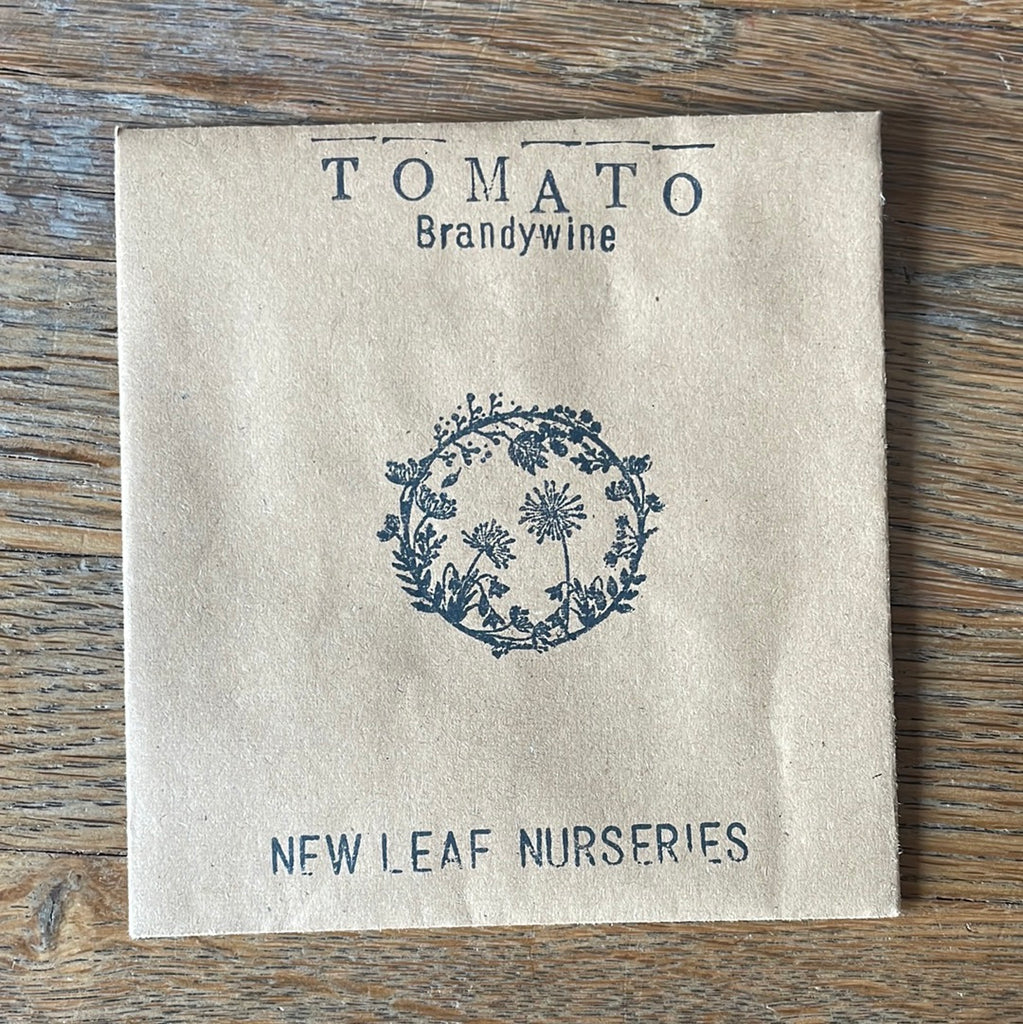 TOMATO
Brandywine
NEW LEAF NURSERIES